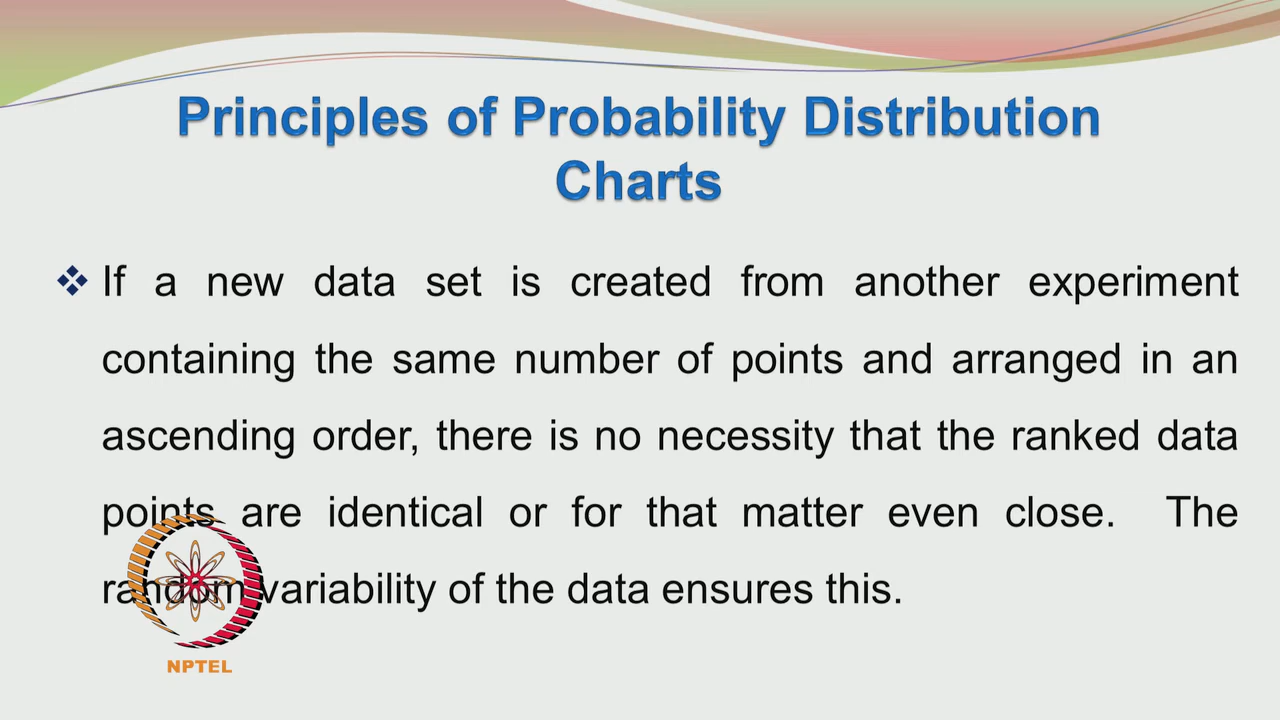 Principles of Probability Distribution
Charts
If a new data set is created from another experiment
containing the same number of points and arranged in an
ascending order, there is no necessity that the ranked data
points are identical or for that matter even close. The
random variability of the data ensures this.
NPTEL